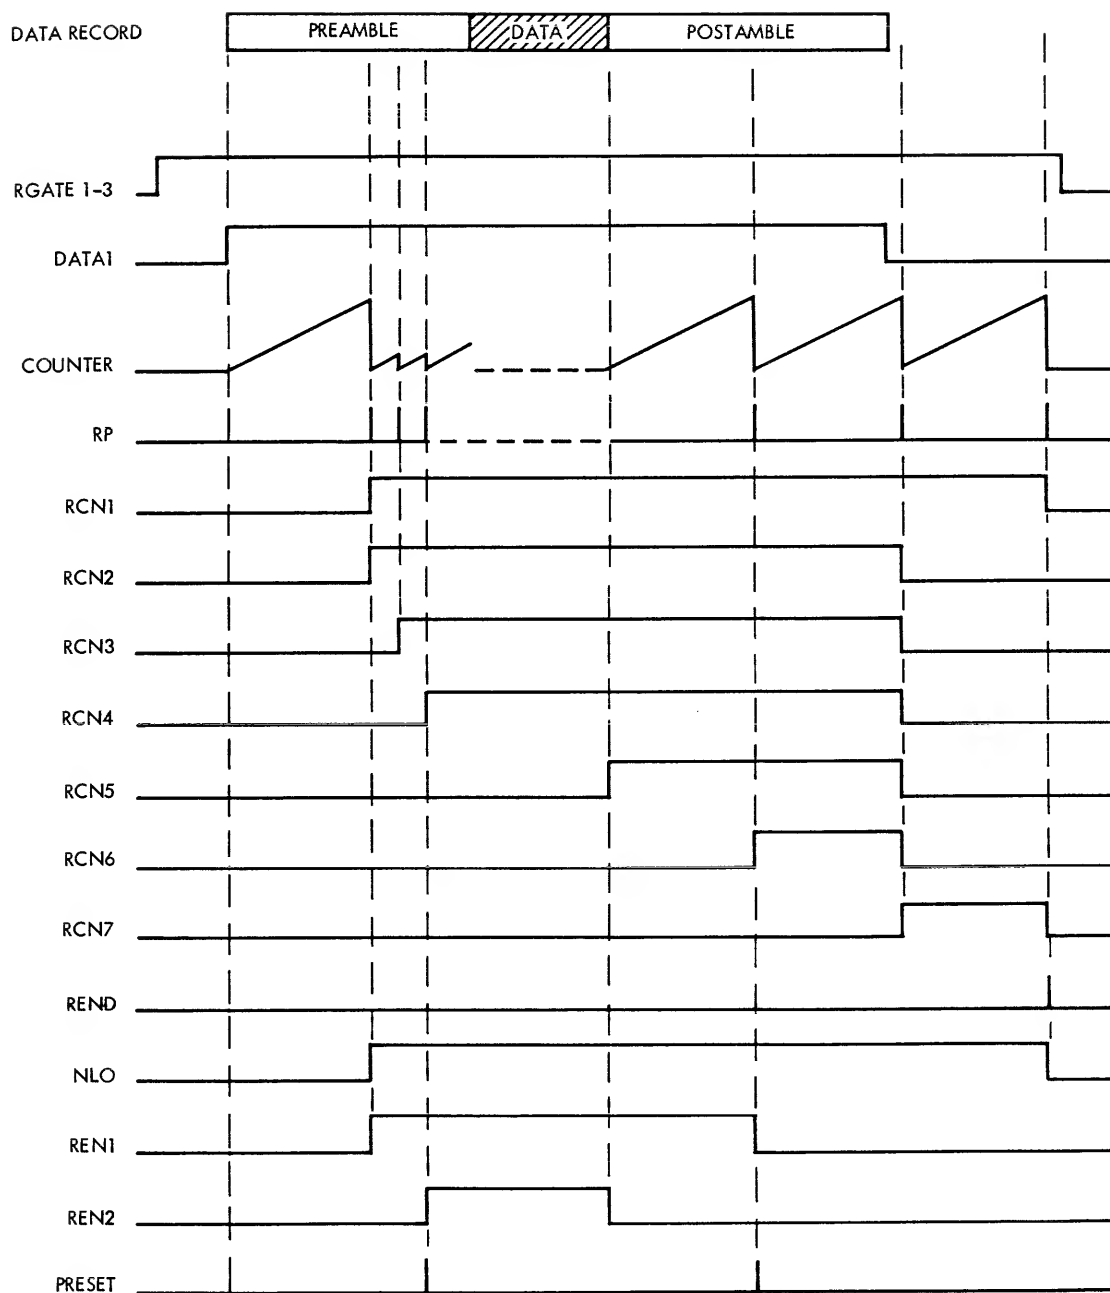 DATA RECORD
PREAMBLE
DATA
POSTAMBLE
RGATE 1-3
DATA1
COUNTER
RP
RCN1
RCN2
RCN3
RCN4
RCN5
RCN6
RCN7
REND
NLO
REN1
REN2
PRESET